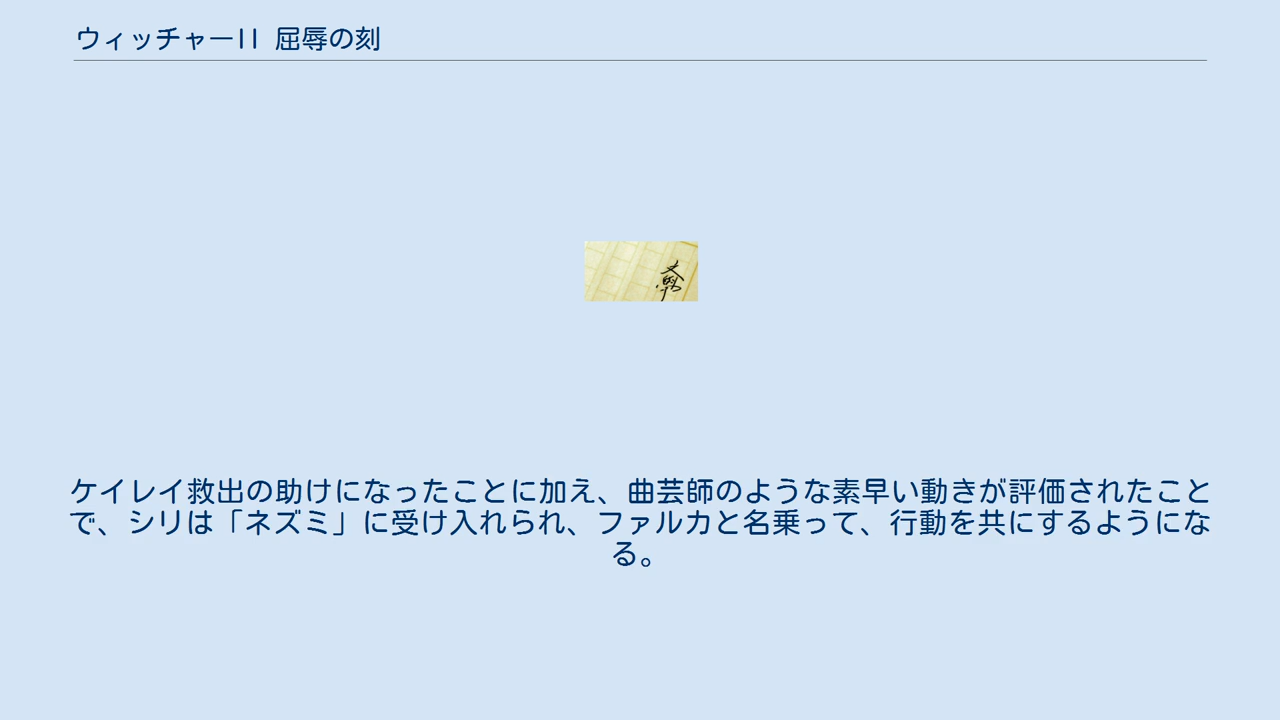 ウィッチャーII 屈辱の刻
ケイレイ救出の助けになったことに加え、曲芸師のような素早い動きが評価されたこと
で、シリは「ネズミ」に受け入れられ、ファルカと名乗って、行動を共にするようにな
る。